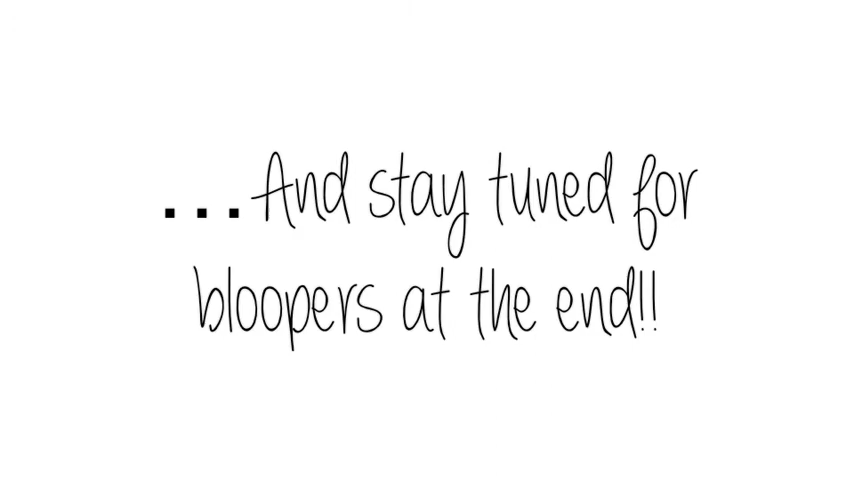 ...And stay tuned for
bloopers at the end!!